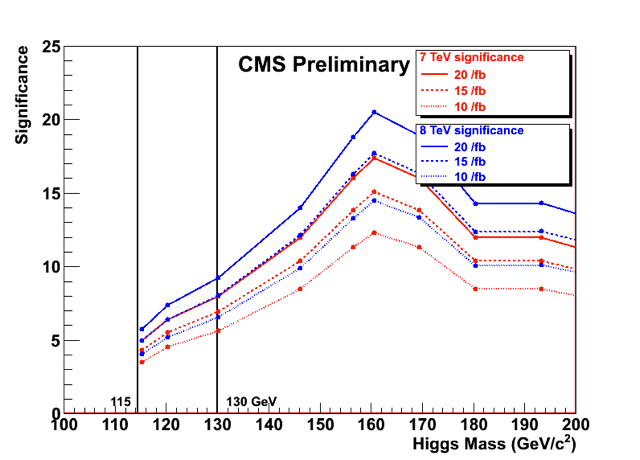 Significance
25
20
15
10
5
0
CMS Preliminary
7 TeV significance
20 /fb
15 /fb
10 /fb
8 TeV significance
20 /fb
15 /fb
10 /fb
115
130 GeV
100 110 120 130 140 150 160 170 180 190 200
Higgs Mass (GeV/c²)